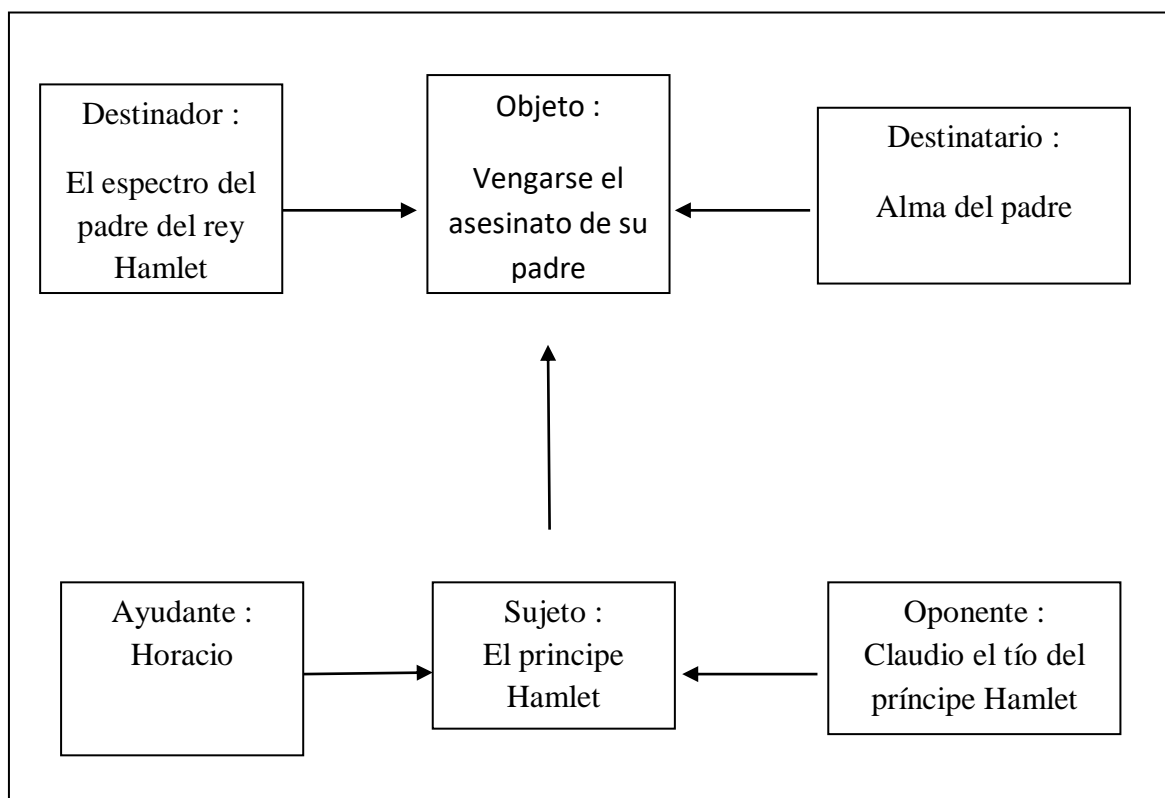 Destinador :
El espectro del
padre del rey
Hamlet
Objeto :
Vengarse el
asesinato de su
padre
Destinatario :
Alma del padre
Ayudante :
Horacio
Sujeto :
El principe
Hamlet
Oponente :
Claudio el tío del
príncipe Hamlet